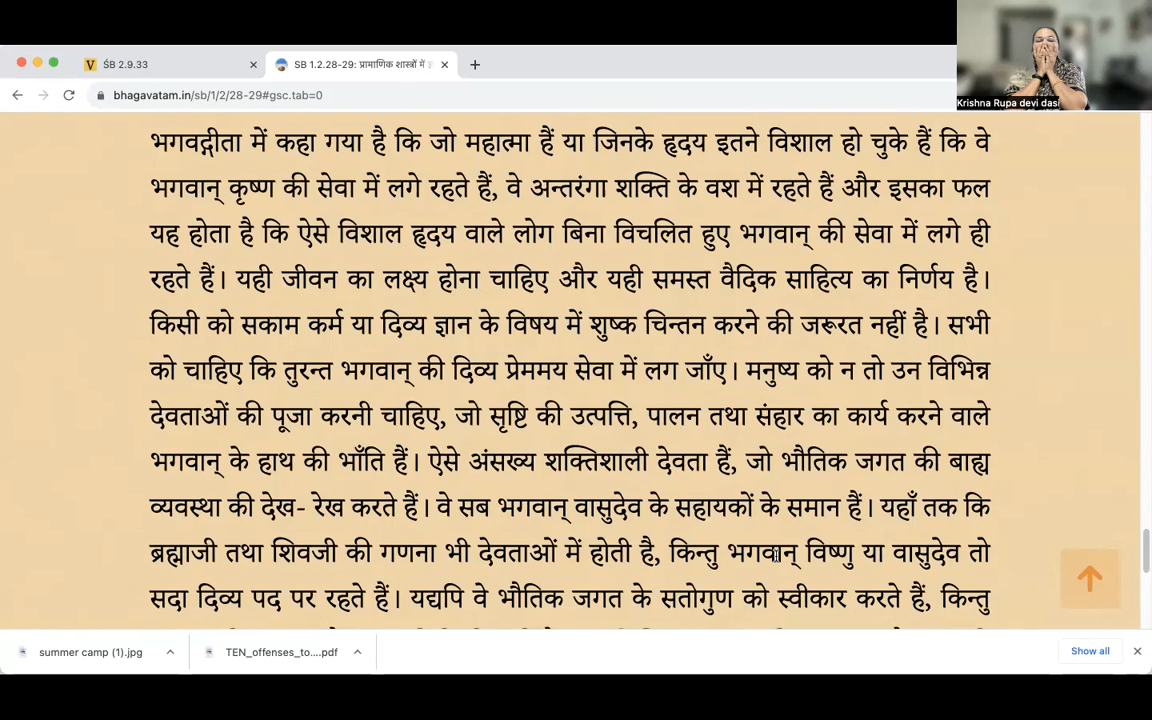 ŚB 2.9.33
SB 1.2.28-29: प्रामाणिक शास्त्रों में
bhagavatam.in/sb/1/2/28-29#gsc.tab=0
Krishna Rupa devi dasi
भगवद्गीता में कहा गया है कि जो महात्मा हैं या जिनके हृदय इतने विशाल हो चुके हैं कि वे
भगवान् कृष्ण की सेवा में लगे रहते हैं, वे अन्तरंगा शक्ति के वश में रहते हैं और इसका फल
यह होता है कि ऐसे विशाल हृदय वाले लोग बिना विचलित हुए भगवान् की सेवा में लगे ही
रहते हैं। यही जीवन का लक्ष्य होना चाहिए और यही समस्त वैदिक साहित्य का निर्णय है।
किसी को सकाम कर्म या दिव्य ज्ञान के विषय में शुष्क चिन्तन करने की जरूरत नहीं है। सभी
को चाहिए कि तुरन्त भगवान् की दिव्य प्रेममय सेवा में लग जाँए। मनुष्य को न तो उन विभिन्न
देवताओं की पूजा करनी चाहिए, जो सृष्टि की उत्पत्ति, पालन तथा संहार का कार्य करने वाले
भगवान् के हाथ की भाँति हैं। ऐसे अंसख्य शक्तिशाली देवता हैं, जो भौतिक जगत की बाह्य
व्यवस्था की देख- रेख करते हैं। वे सब भगवान् वासुदेव के सहायकों के समान हैं। यहाँ तक कि
ब्रह्माजी तथा शिवजी की गणना भी देवताओं में होती है, किन्तु भगवान् विष्णु या वासुदेव तो
सदा दिव्य पद पर रहते हैं। यद्यपि वे भौतिक जगत के सतोगुण को स्वीकार करते हैं, किन्तु
summer camp (1).jpg
TEN_offenses_to....pdf
Show all